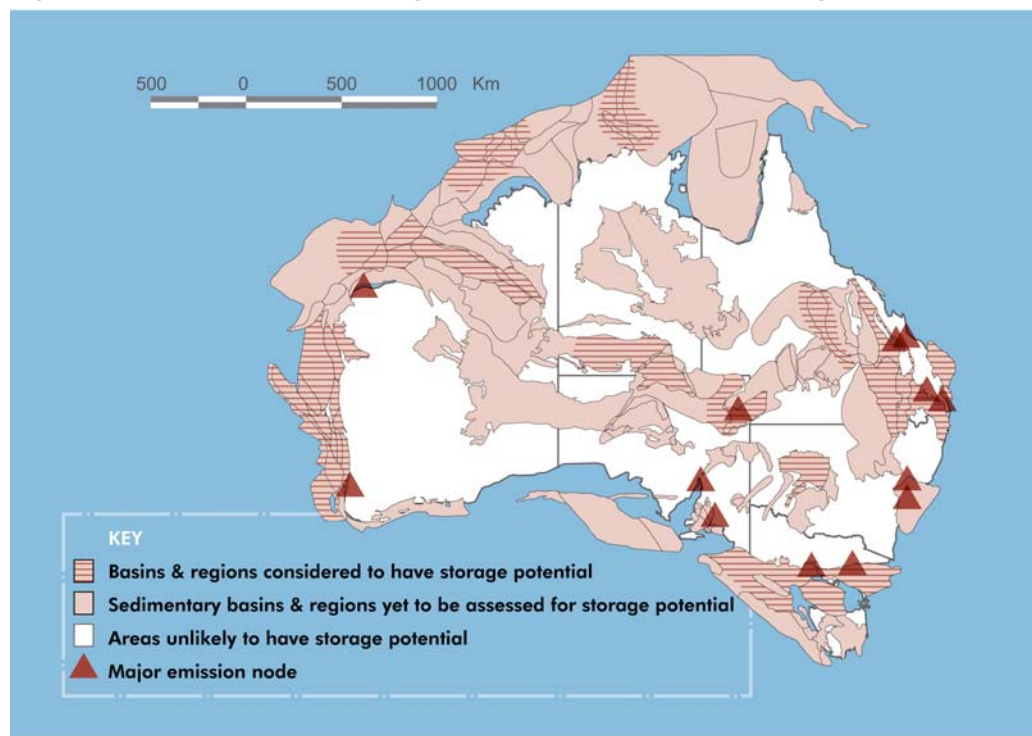 500 0 500 1000 Km
KEY
Basins & regions considered to have storage potential
Sedimentary basins & regions yet to be assessed for storage potential
Areas unlikely to have storage potential
Major emission node